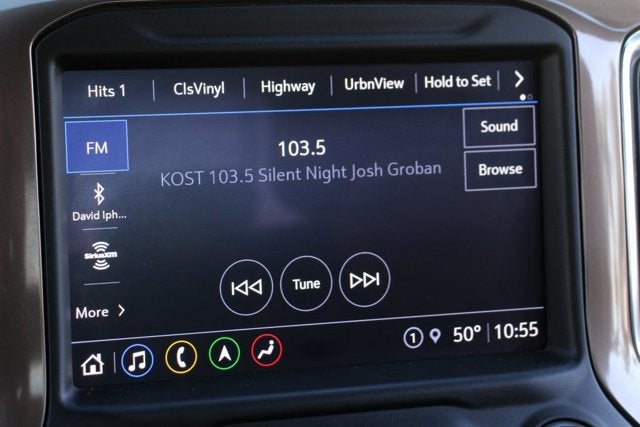 Hits 1 ClsVinyl Highway UrbnView Hold to Set
FM
103.5
Sound
KOST 103.5 Silent Night Josh Groban
Browse
David Iph...
SiriusXM
Tune
More
1 50° 10:55